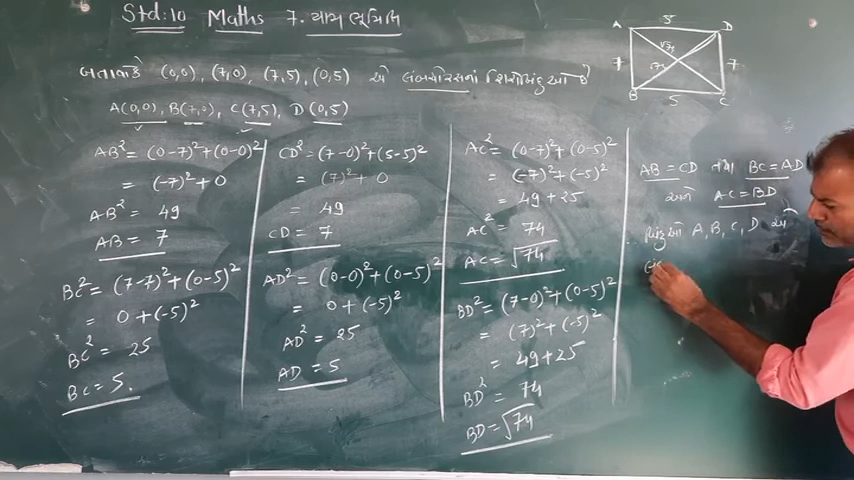 Std:10 Maths 7. યામ ભૂમિતિ
બતાવો કે (0,0), (7,0), (7,5), (0,5) એ લંબચોરસનાં શિરોબિંદુઓ છે
A(0,0), B(7,0), C(7,5), D(0,5)
AB² = (0-7)²+(0-0)²
= (-7)²+0
AB² = 49
AB = 7
BC² = (7-7)²+(0-5)²
= 0+(-5)²
BC² = 25
BC = 5.
CD² = (7-0)²+(5-5)²
= (7)²+0
= 49
CD = 7
AD² = (0-0)²+(0-5)²
= 0+(-5)²
AD² = 25
AD = 5
AC² = (0-7)²+(0-5)²
= (-7)²+(-5)²
= 49+25
AC² = 74
AC = √74
BD² = (7-0)²+(0-5)²
= (7)²+(-5)²
= 49+25
BD² = 74
BD = √74
A 5 D
√74
7 √74 7
B 5 C
AB = CD તથા BC = AD
અને AC = BD
બિંદુઓ A, B, C, D એ
લંબ